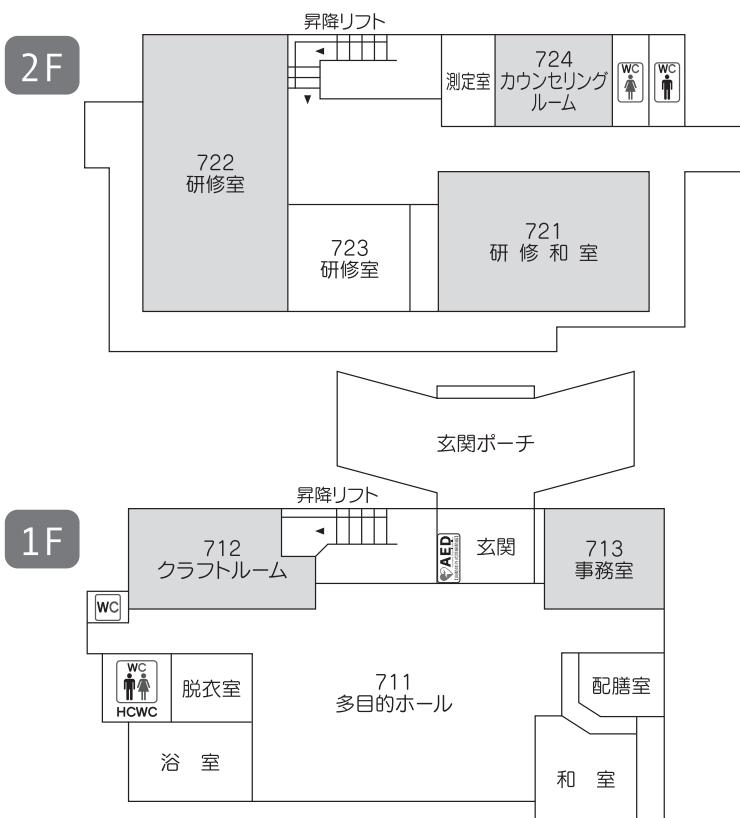 昇降リフト
2F
722
研修室
測定室
724
カウンセリング
ルーム
WC
WC
723
研修室
721
研 修 和 室
玄関ポーチ
昇降リフト
1F
712
クラフトルーム
AED
玄関
713
事務室
WC
WC
HCWC
脱衣室
711
多目的ホール
配膳室
浴 室
和 室